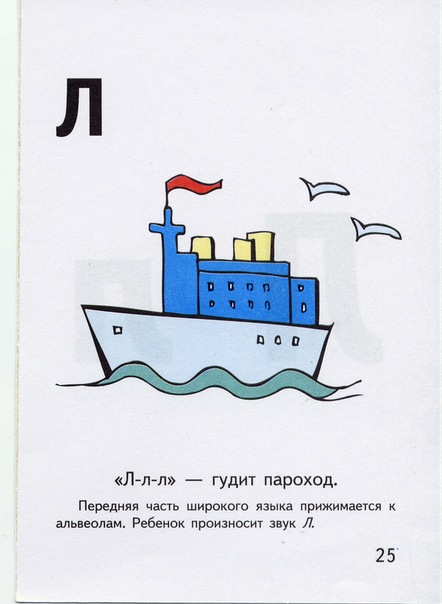 Л
«Л-л-л» — гудит пароход.
Передняя часть широкого языка прижимается к
альвеолам. Ребенок произносит звук Л.
25